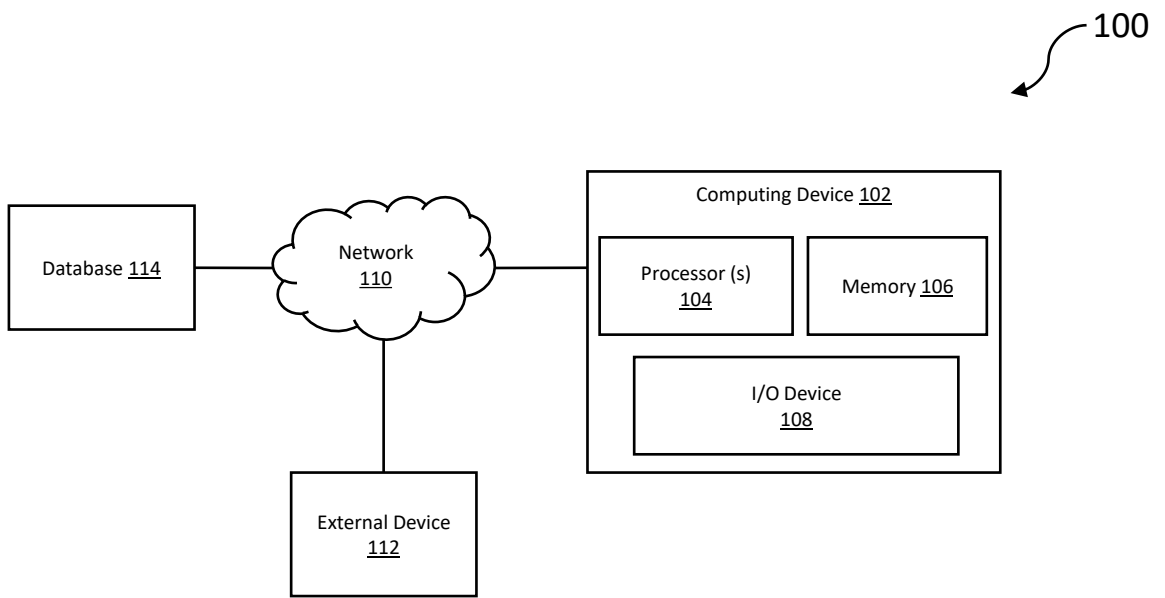 100
Computing Device 102
Database 114
Network
110
Processor (s)
104
Memory 106
I/O Device
108
External Device
112